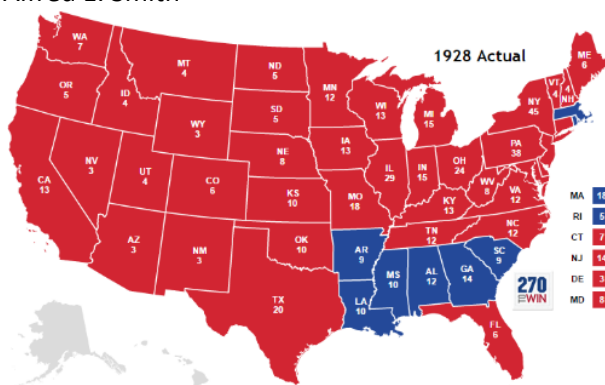 Alfred E. Smith
1928 Actual
WA
7
OR
5
CA
13
NV
3
ID
4
MT
4
WY
3
UT
4
AZ
3
CO
6
NM
3
ND
5
SD
5
NE
8
KS
10
OK
10
TX
20
MN
12
IA
13
MO
18
AR
9
LA
10
WI
13
IL
29
MI
15
IN
15
OH
24
KY
13
TN
12
MS
10
AL
12
GA
14
FL
6
SC
9
NC
12
VA
12
WV
8
PA
38
NY
45
VT
4
4
NH
ME
6
MA 18
RI 5
CT 7
NJ 14
DE 3
MD 8
270
TO WIN